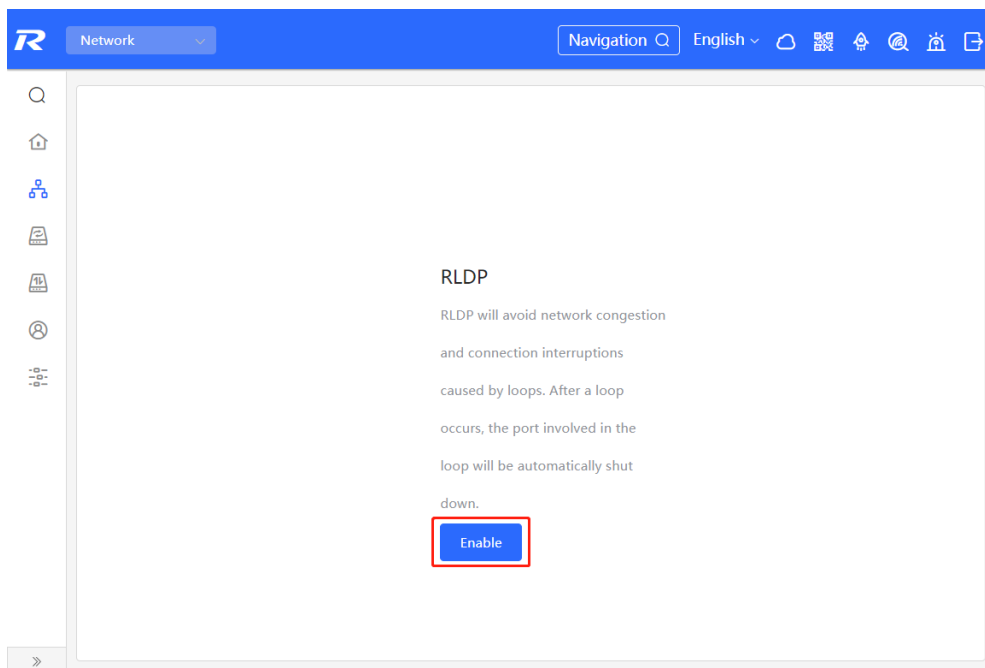 R
Network
Navigation
English
RLDP
RLDP will avoid network congestion
and connection interruptions
caused by loops. After a loop
occurs, the port involved in the
loop will be automatically shut
down.
Enable